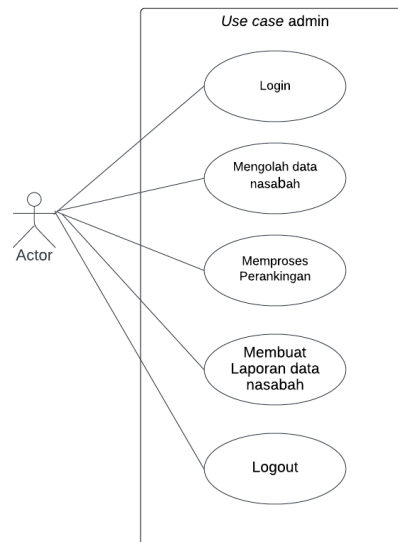 Use case admin
Login
Mengolah data
nasabah
Actor
Memproses
Perankingan
Membuat
Laporan data
nasabah
Logout